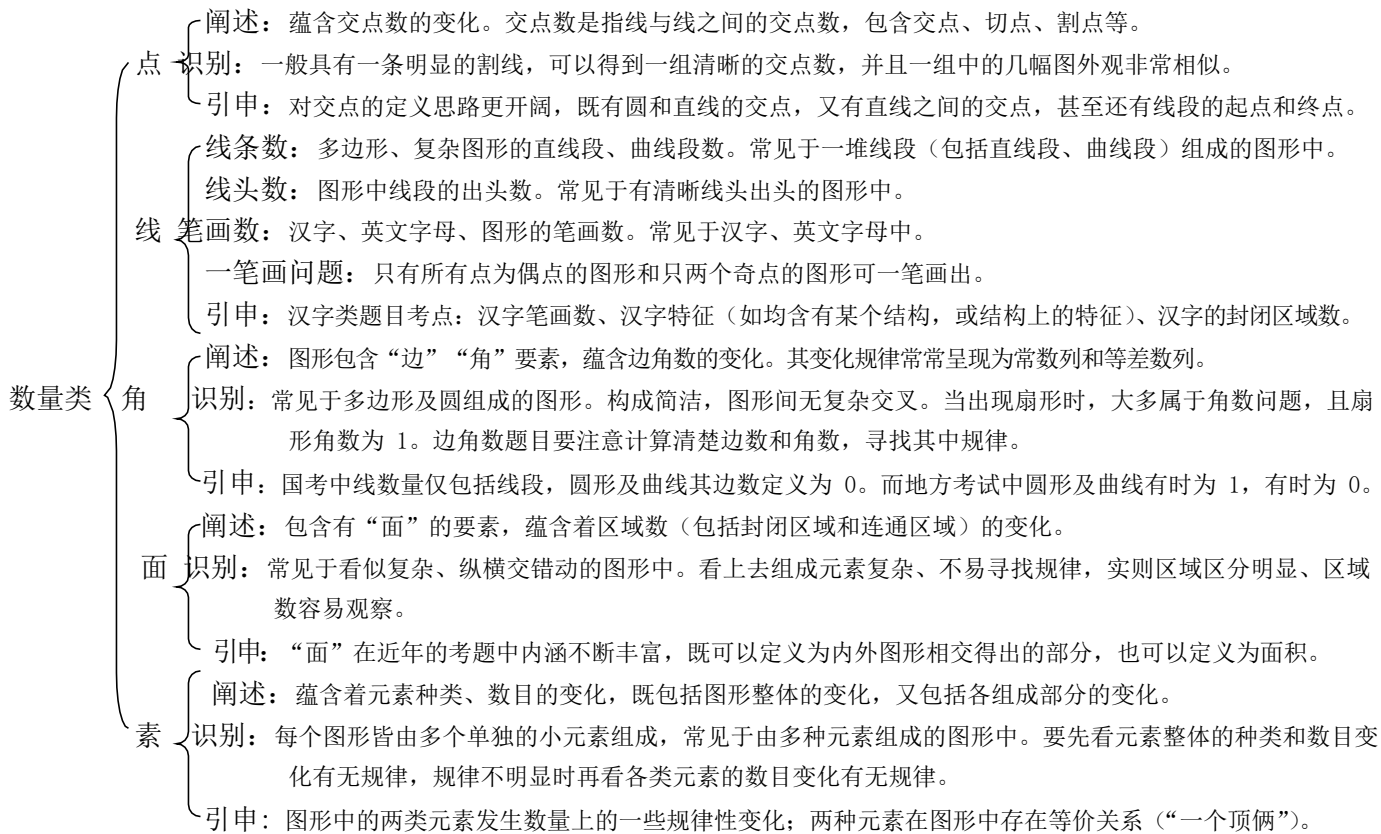 阐述：蕴含交点数的变化。交点数是指线与线之间的交点数，包含交点、切点、割点等。
点 识别：一般具有一条明显的割线，可以得到一组清晰的交点数，并且一组中的几幅图外观非常相似。
引申：对交点的定义思路更开阔，既有圆和直线的交点，又有直线之间的交点，甚至还有线段的起点和终点。
线条数：多边形、复杂图形的直线段、曲线段数。常见于一堆线段（包括直线段、曲线段）组成的图形中。
线头数：图形中线段的出头数。常见于有清晰线头出头的图形中。
线 笔画数：汉字、英文字母、图形的笔画数。常见于汉字、英文字母中。
一笔画问题：只有所有点为偶点的图形和只两个奇点的图形可一笔画出。
引申：汉字类题目考点：汉字笔画数、汉字特征（如均含有某个结构，或结构上的特征）、汉字的封闭区域数。
阐述：图形包含“边”“角”要素，蕴含边角数的变化。其变化规律常常呈现为常数列和等差数列。
数量类 角 识别：常见于多边形及圆组成的图形。构成简洁，图形间无复杂交叉。当出现扇形时，大多属于角数问题，且扇
形角数为 1。边角数题目要注意计算清楚边数和角数，寻找其中规律。
引申：国考中线数量仅包括线段，圆形及曲线其边数定义为 0。而地方考试中圆形及曲线有时为 1，有时为 0。
阐述：包含有“面”的要素，蕴含着区域数（包括封闭区域和连通区域）的变化。
面 识别：常见于看似复杂、纵横交错动的图形中。看上去组成元素复杂、不易寻找规律，实则区域区分明显、区域
数容易观察。
引申：“面”在近年的考题中内涵不断丰富，既可以定义为内外图形相交得出的部分，也可以定义为面积。
阐述：蕴含着元素种类、数目的变化，既包括图形整体的变化，又包括各组成部分的变化。
素 识别：每个图形皆由多个单独的小元素组成，常见于由多种元素组成的图形中。要先看元素整体的种类和数目变
化有无规律，规律不明显时再看各类元素的数目变化有无规律。
引申：图形中的两类元素发生数量上的一些规律性变化；两种元素在图形中存在等价关系（“一个顶俩”）。